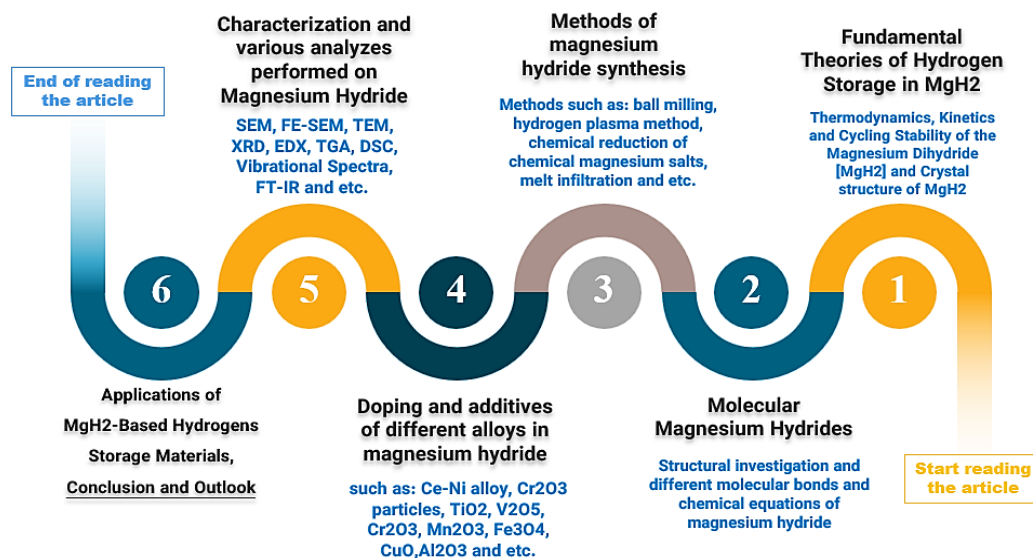 Characterization and
various analyzes
performed on
Magnesium Hydride
SEM, FE-SEM, TEM,
XRD, EDX, TGA, DSC,
Vibrational Spectra,
FT-IR and etc.
Methods of
magnesium
hydride synthesis
Methods such as: ball milling,
hydrogen plasma method,
chemical reduction of
chemical magnesium salts,
melt infiltration and etc.
Fundamental
Theories of Hydrogen
Storage in MgH2
Thermodynamics, Kinetics
and Cycling Stability of the
Magnesium Dihydride
[MgH2] and Crystal
structure of MgH2
End of reading
the article
6
5
4
3
2
1
Applications of
MgH2-Based Hydrogens
Storage Materials,
Conclusion and Outlook
Doping and additives
of different alloys in
magnesium hydride
such as: Ce-Ni alloy, Cr2O3
particles, TiO2, V2O5,
Cr2O3, Mn2O3, Fe3O4,
CuO,Al2O3 and etc.
Molecular
Magnesium Hydrides
Structural investigation and
different molecular bonds and
chemical equations of
magnesium hydride
Start reading
the article